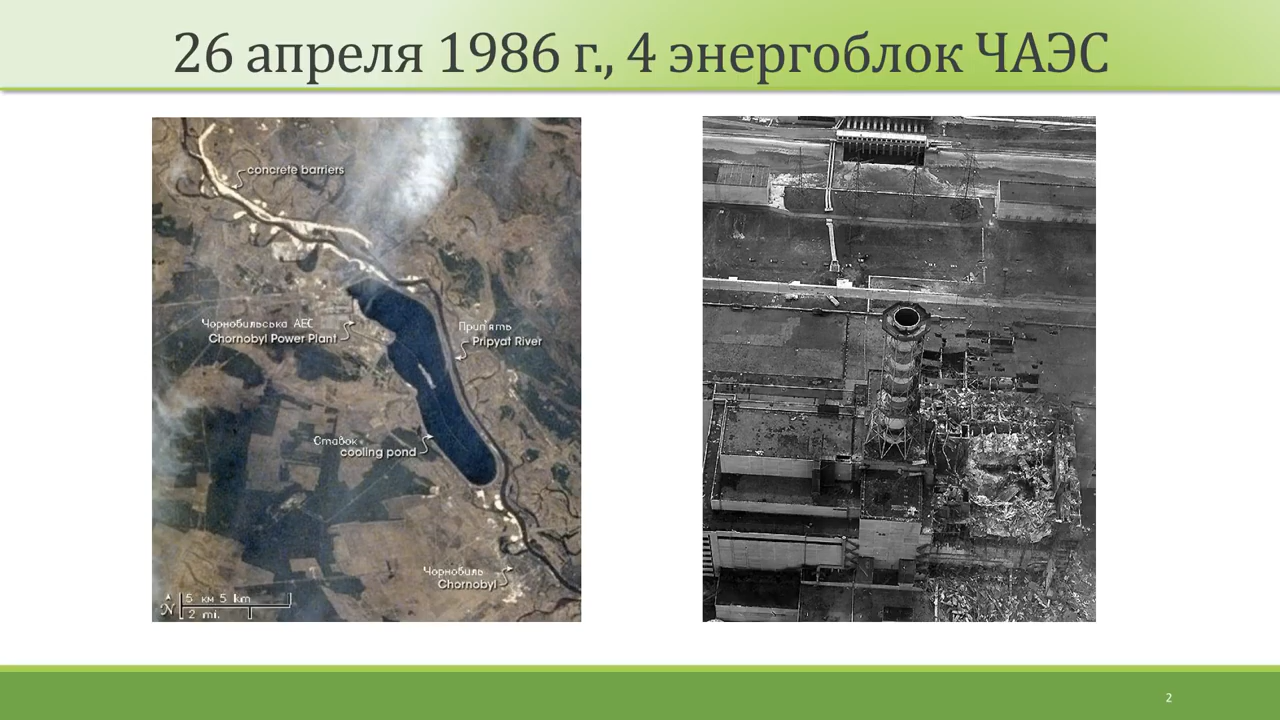 26 апреля 1986 г., 4 энергоблок ЧАЭС
concrete barriers
Чорнобильська АЕС
Chornobyl Power Plant
Прип'ять
Pripyat River
Ставок
cooling pond
Чорнобиль
Chornobyl
N
5 км 5 km
2 mi.
2